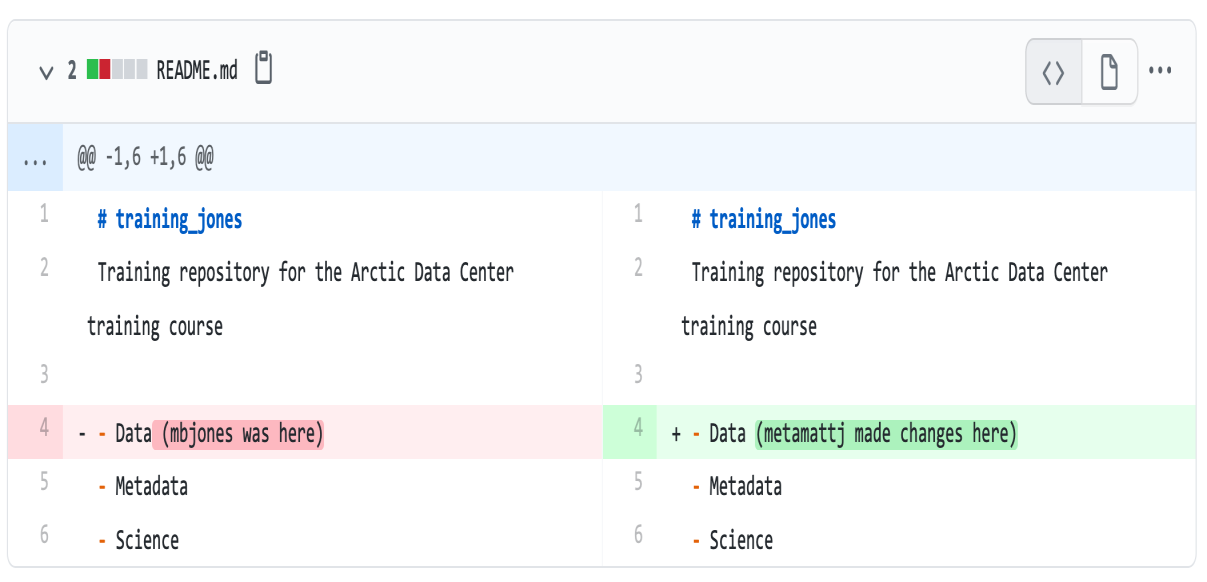 2 README.md
... @@ -1,6 +1,6 @@
1 # training_jones
2 Training repository for the Arctic Data Center
training course
3
4 - - Data (mbjones was here)
5 - Metadata
6 - Science
1 # training_jones
2 Training repository for the Arctic Data Center
training course
3
4 + - Data (metamattj made changes here)
5 - Metadata
6 - Science